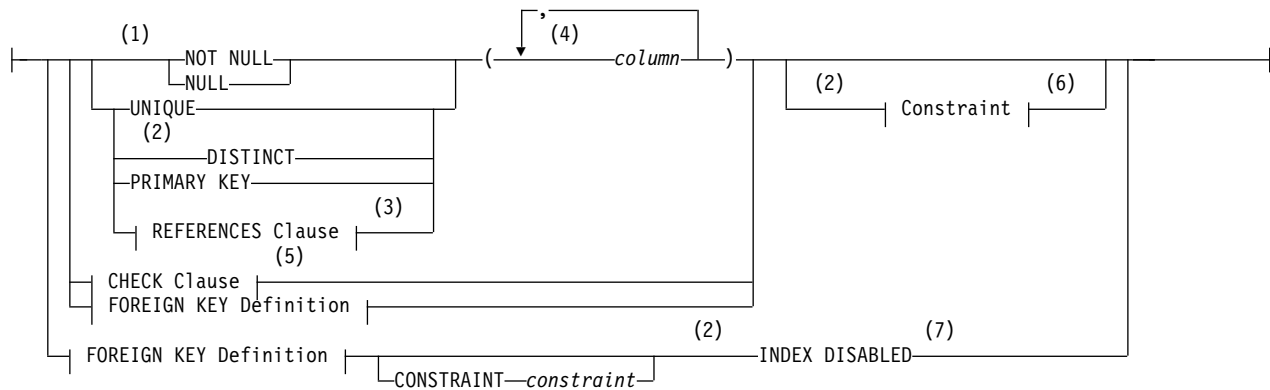 ,
(1) (4)
NOT NULL ( column )
NULL (2) (6)
UNIQUE Constraint
(2)
DISTINCT
PRIMARY KEY
(3)
REFERENCES Clause
(5)
CHECK Clause
FOREIGN KEY Definition
(2) (7)
FOREIGN KEY Definition INDEX DISABLED
CONSTRAINT constraint